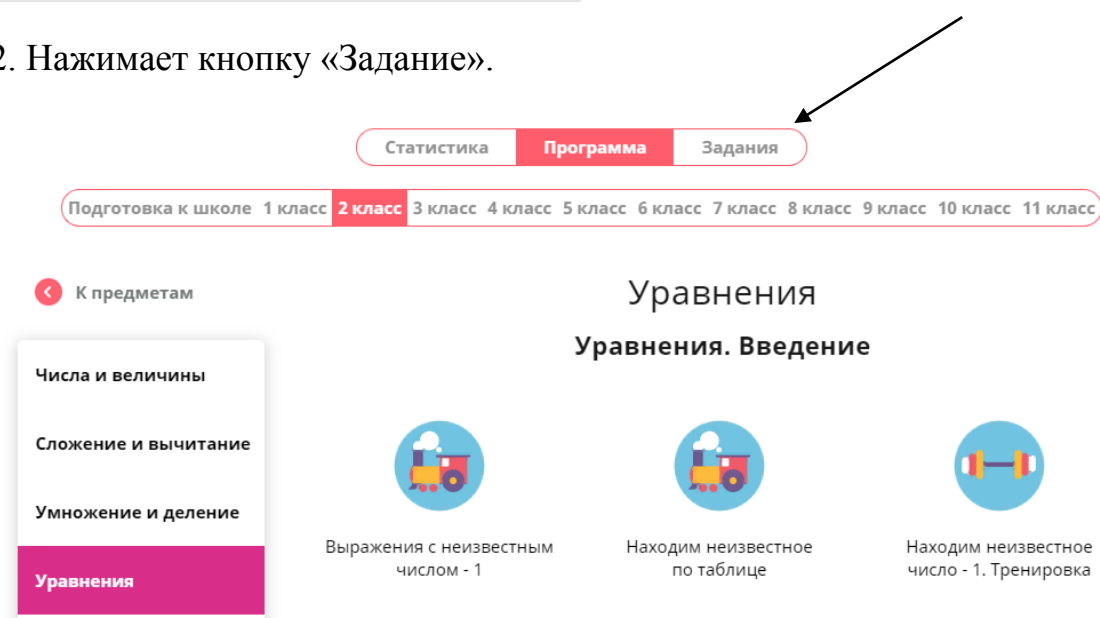 2. Нажимает кнопку «Задание».
Статистика Программа Задания
Подготовка к школе 1 класс 2 класс 3 класс 4 класс 5 класс 6 класс 7 класс 8 класс 9 класс 10 класс 11 класс
К предметам
Уравнения
Уравнения. Введение
Числа и величины
Сложение и вычитание
Умножение и деление
Уравнения
Выражения с неизвестным
числом - 1
Находим неизвестное
по таблице
Находим неизвестное
число - 1. Тренировка